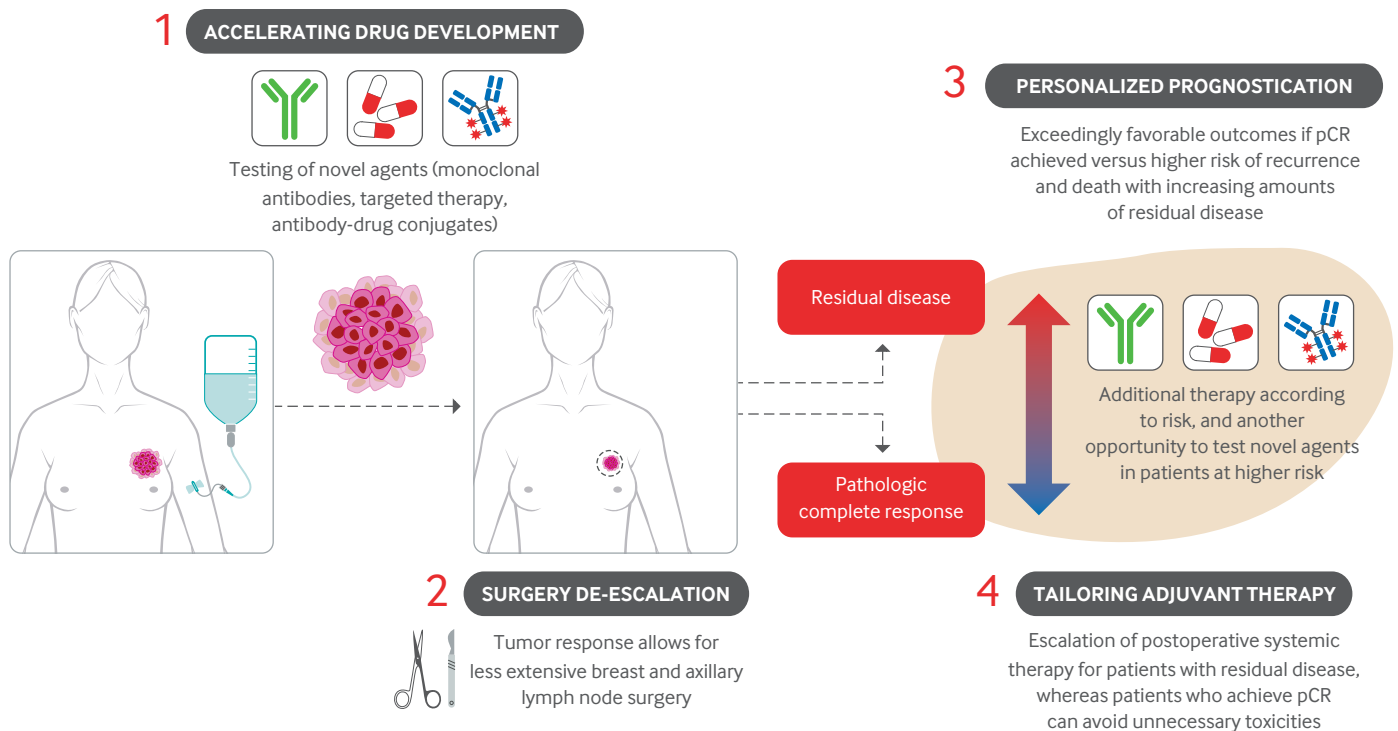 1 ACCELERATING DRUG DEVELOPMENT
Testing of novel agents (monoclonal
antibodies, targeted therapy,
antibody-drug conjugates)
2 SURGERY DE-ESCALATION
Tumor response allows for
less extensive breast and axillary
lymph node surgery
3 PERSONALIZED PROGNOSTICATION
Exceedingly favorable outcomes if pCR
achieved versus higher risk of recurrence
and death with increasing amounts
of residual disease
Residual disease
Pathologic
complete response
Additional therapy according
to risk, and another
opportunity to test novel agents
in patients at higher risk
4 TAILORING ADJUVANT THERAPY
Escalation of postoperative systemic
therapy for patients with residual disease,
whereas patients who achieve pCR
can avoid unnecessary toxicities